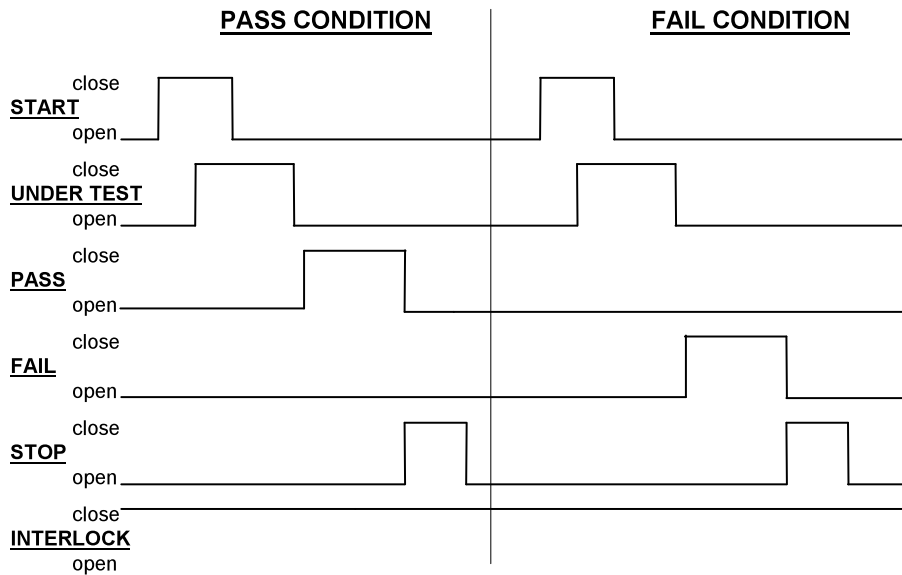 PASS CONDITION
FAIL CONDITION
close
START
open
close
UNDER TEST
open
close
PASS
open
close
FAIL
open
close
STOP
open
close
INTERLOCK
open